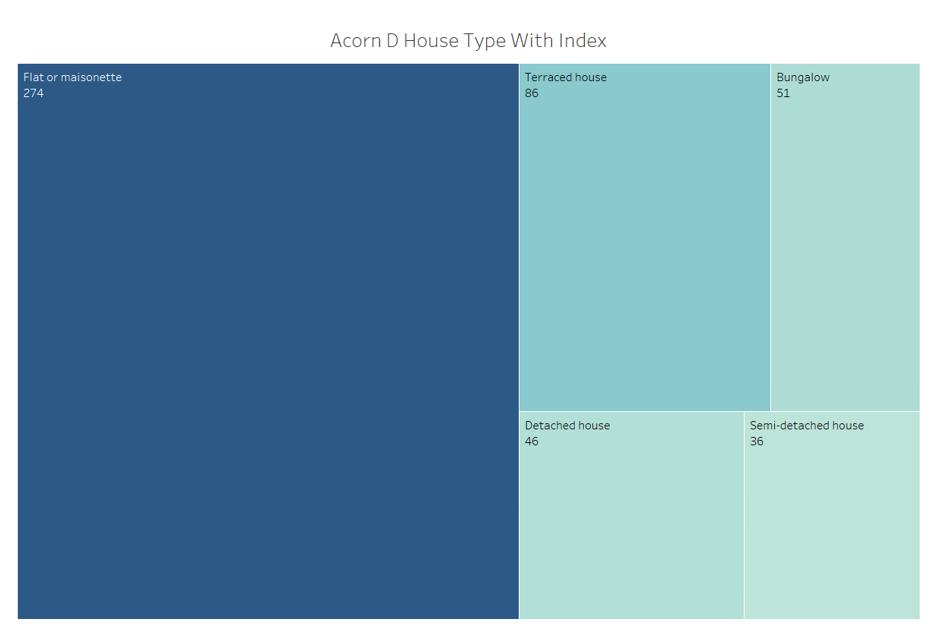 Acorn D House Type With Index
Flat or maisonette
274
Terraced house
86
Bungalow
51
Detached house
46
Semi-detached house
36